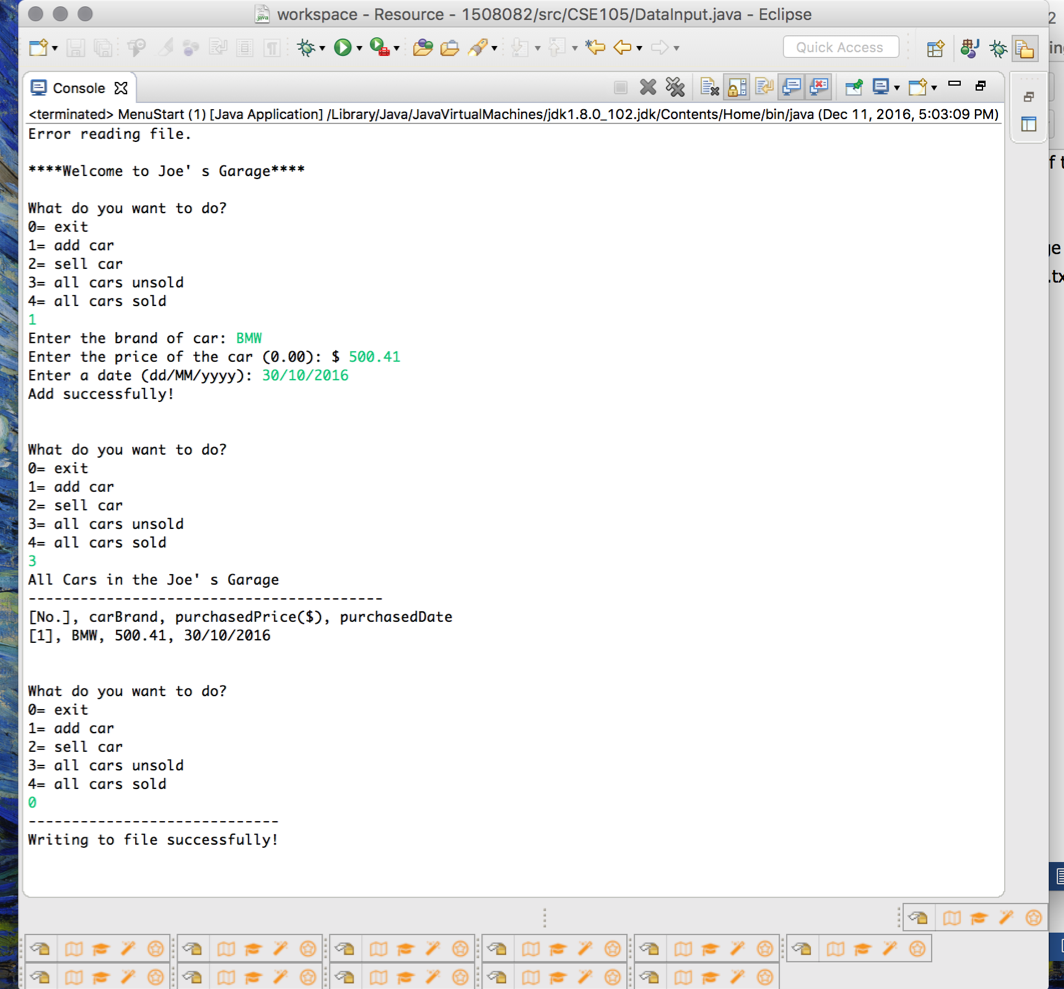 workspace - Resource - 1508082/src/CSE105/DataInput.java - Eclipse
Quick Access
Console
<terminated> MenuStart (1) [Java Application] /Library/Java/JavaVirtualMachines/jdk1.8.0_102.jdk/Contents/Home/bin/java (Dec 11, 2016, 5:03:09 PM)
Error reading file.
****Welcome to Joe' s Garage****
What do you want to do?
0= exit
1= add car
2= sell car
3= all cars unsold
4= all cars sold
1
Enter the brand of car: BMW
Enter the price of the car (0.00): $ 500.41
Enter a date (dd/MM/yyyy): 30/10/2016
Add successfully!
What do you want to do?
0= exit
1= add car
2= sell car
3= all cars unsold
4= all cars sold
3
All Cars in the Joe' s Garage
-----------------------------------------
[No.], carBrand, purchasedPrice($), purchasedDate
[1], BMW, 500.41, 30/10/2016
What do you want to do?
0= exit
1= add car
2= sell car
3= all cars unsold
4= all cars sold
0
-----------------------------
Writing to file successfully!